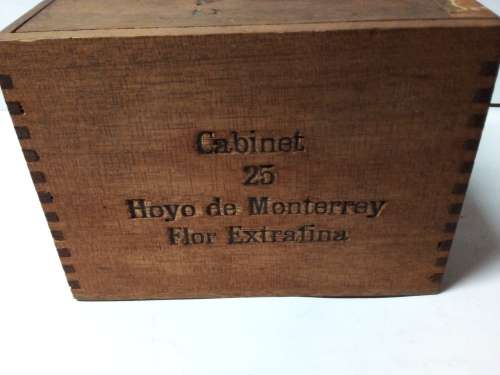 Cabinet
25
Hoyo de Monterrey
Flor Extrafina